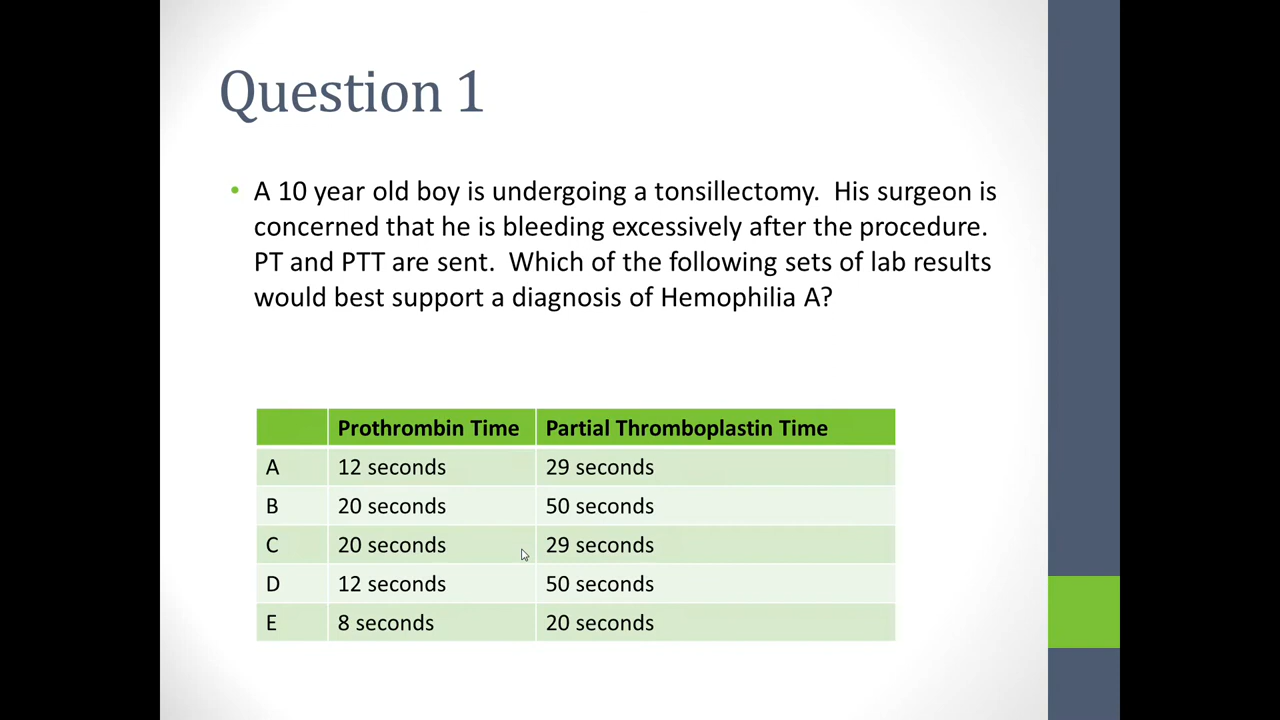 Question 1
• A 10 year old boy is undergoing a tonsillectomy.  His surgeon is
concerned that he is bleeding excessively after the procedure.
PT and PTT are sent.  Which of the following sets of lab results
would best support a diagnosis of Hemophilia A?
Prothrombin Time Partial Thromboplastin Time
A 12 seconds 29 seconds
B 20 seconds 50 seconds
C 20 seconds 29 seconds
D 12 seconds 50 seconds
E 8 seconds 20 seconds